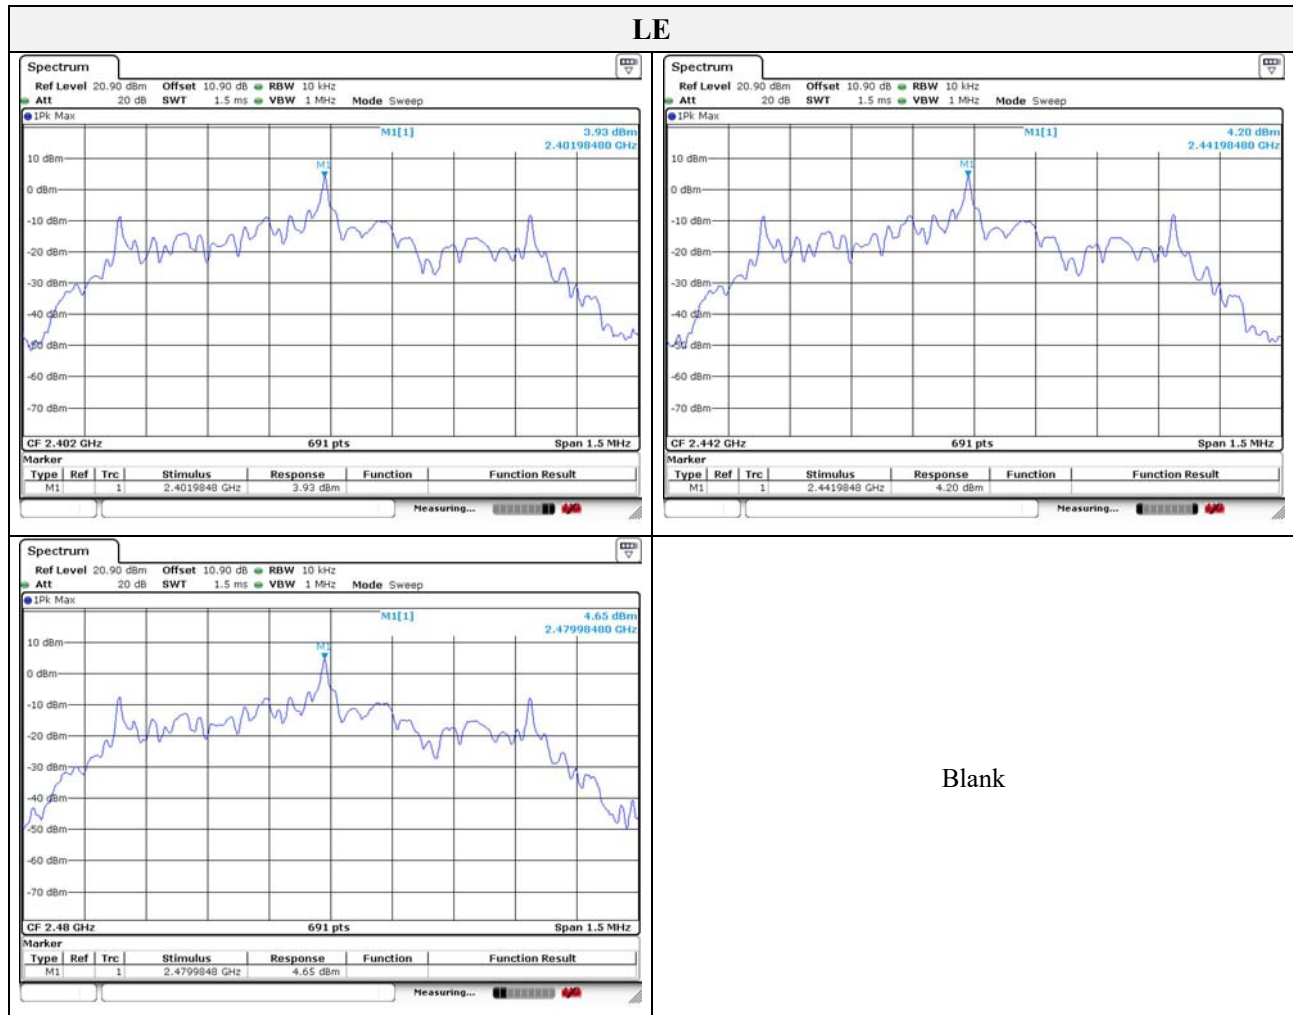 LE
Spectrum
Ref Level 20.90 dBm Offset 10.90 dB RBW 10 kHz
Att 20 dB SWT 1.5 ms VBW 1 MHz Mode Sweep
1Pk Max
M1[1] 3.93 dBm
2.40198480 GHz
M1
10 dBm
0 dBm
-10 dBm
-20 dBm
-30 dBm
-40 dBm
-50 dBm
-60 dBm
-70 dBm
CF 2.402 GHz 691 pts Span 1.5 MHz
Marker
Type Ref Trc Stimulus Response Function Function Result
M1 1 2.4019848 GHz 3.93 dBm
Measuring...
Spectrum
Ref Level 20.90 dBm Offset 10.90 dB RBW 10 kHz
Att 20 dB SWT 1.5 ms VBW 1 MHz Mode Sweep
1Pk Max
M1[1] 4.20 dBm
2.44198480 GHz
M1
10 dBm
0 dBm
-10 dBm
-20 dBm
-30 dBm
-40 dBm
-50 dBm
-60 dBm
-70 dBm
CF 2.442 GHz 691 pts Span 1.5 MHz
Marker
Type Ref Trc Stimulus Response Function Function Result
M1 1 2.4419848 GHz 4.20 dBm
Measuring...
Spectrum
Ref Level 20.90 dBm Offset 10.90 dB RBW 10 kHz
Att 20 dB SWT 1.5 ms VBW 1 MHz Mode Sweep
1Pk Max
M1[1] 4.65 dBm
2.47998480 GHz
M1
10 dBm
0 dBm
-10 dBm
-20 dBm
-30 dBm
-40 dBm
-50 dBm
-60 dBm
-70 dBm
CF 2.48 GHz 691 pts Span 1.5 MHz
Marker
Type Ref Trc Stimulus Response Function Function Result
M1 1 2.4799848 GHz 4.65 dBm
Measuring...
Blank